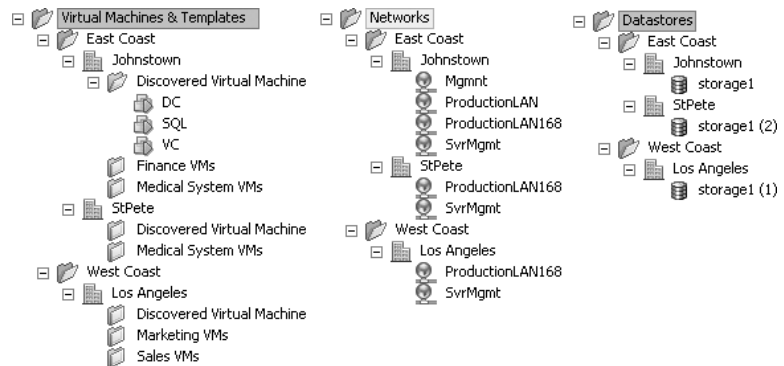 Virtual Machines & Templates
East Coast
Johnstown
Discovered Virtual Machine
DC
SQL
VC
Finance VMs
Medical System VMs
StPete
Discovered Virtual Machine
Medical System VMs
West Coast
Los Angeles
Discovered Virtual Machine
Marketing VMs
Sales VMs
Networks
East Coast
Johnstown
Mgmnt
ProductionLAN
ProductionLAN168
SvrMgmt
StPete
ProductionLAN168
SvrMgmt
West Coast
Los Angeles
ProductionLAN168
SvrMgmt
Datastores
East Coast
Johnstown
storage1
StPete
storage1 (2)
West Coast
Los Angeles
storage1 (1)